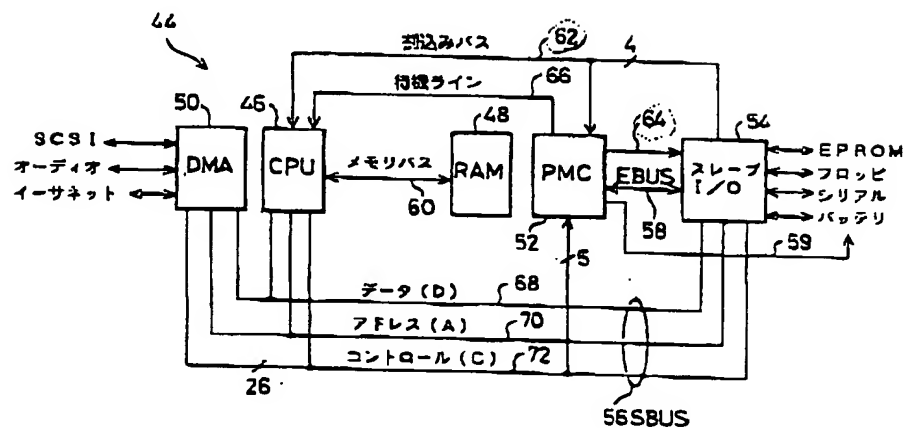 44
割込みバス
62
4
待機ライン
66
50
46
48
64
54
SCSI
オーディオ
イーサネット
DMA
CPU
メモリバス
60
RAM
PMC
EBUS
58
スレーブ
I/O
EPROM
フロッピ
シリアル
バッテリ
52
5
59
データ(D)
68
アドレス(A)
70
コントロール(C)
72
26
56SBUS